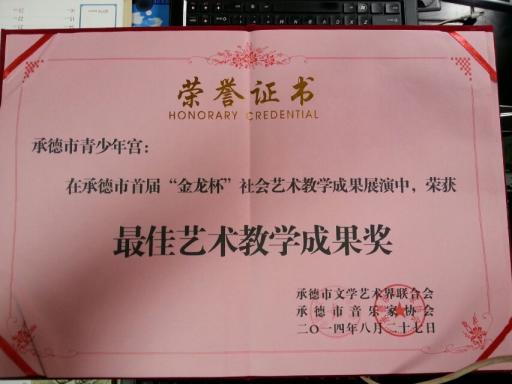 荣誉证书
HONORARY CREDENTIAL
承德市青少年宫：
在承德市首届“金龙杯”社会艺术教学成果展演中，荣获
最佳艺术教学成果奖
承德市文学艺术界联合会
承德市音乐家协会
二〇一四年八月二十七日